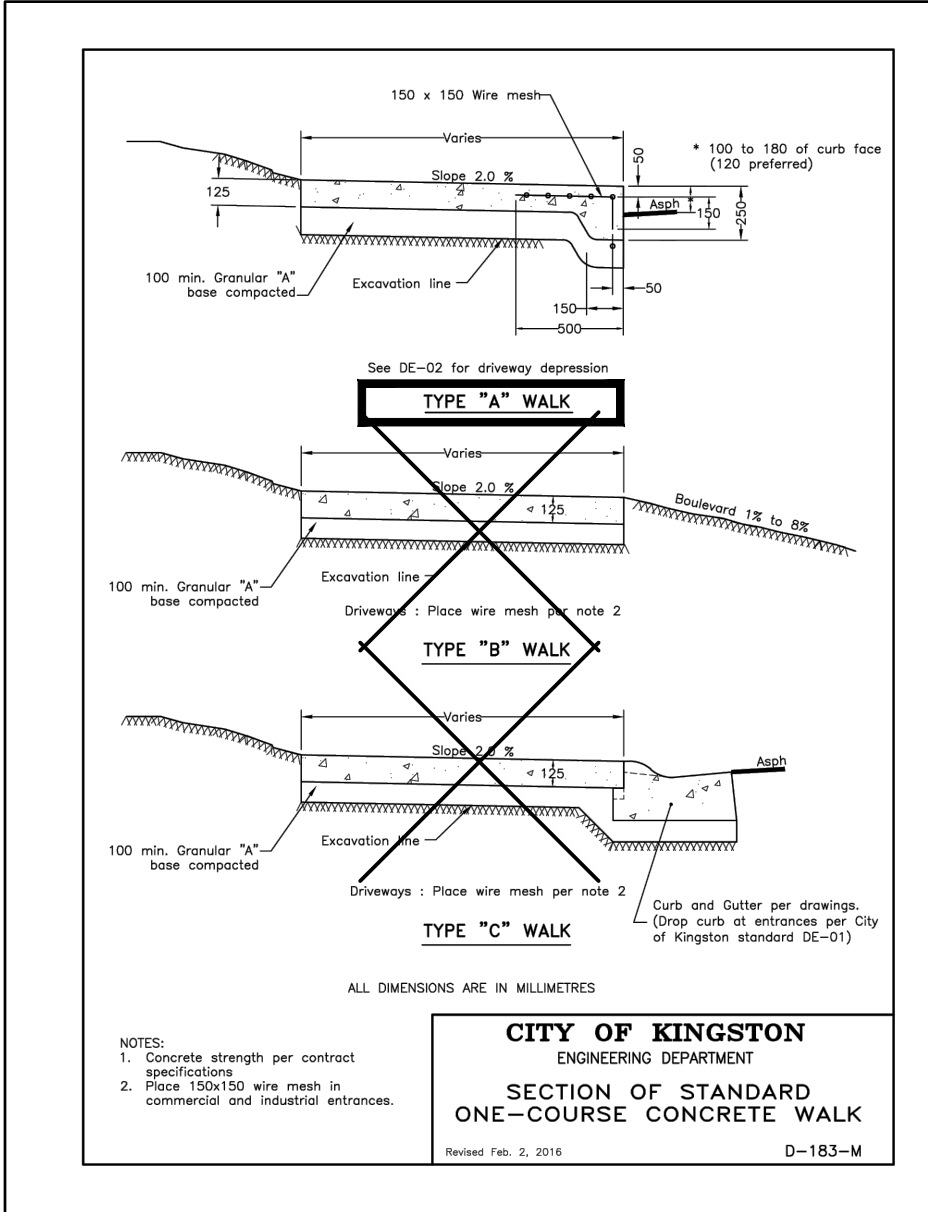 150 x 150 Wire mesh
Varies
50
* 100 to 180 of curb face
(120 preferred)
Slope 2.0 %
125
Asph
*
150
250
100 min. Granular "A"
base compacted
Excavation line
50
150
500
See DE-02 for driveway depression
TYPE "A" WALK
Varies
Slope 2.0 %
125
Boulevard 1% to 8%
100 min. Granular "A"
base compacted
Excavation line
Driveways : Place wire mesh per note 2
TYPE "B" WALK
Varies
Slope 2.0 %
125
Asph
100 min. Granular "A"
base compacted
Excavation line
Driveways : Place wire mesh per note 2
Curb and Gutter per drawings.
(Drop curb at entrances per City
of Kingston standard DE-01)
TYPE "C" WALK
ALL DIMENSIONS ARE IN MILLIMETRES
NOTES:
1. Concrete strength per contract
specifications
2. Place 150x150 wire mesh in
commercial and industrial entrances.
CITY OF KINGSTON
ENGINEERING DEPARTMENT
SECTION OF STANDARD
ONE-COURSE CONCRETE WALK
Revised Feb. 2, 2016
D-183-M